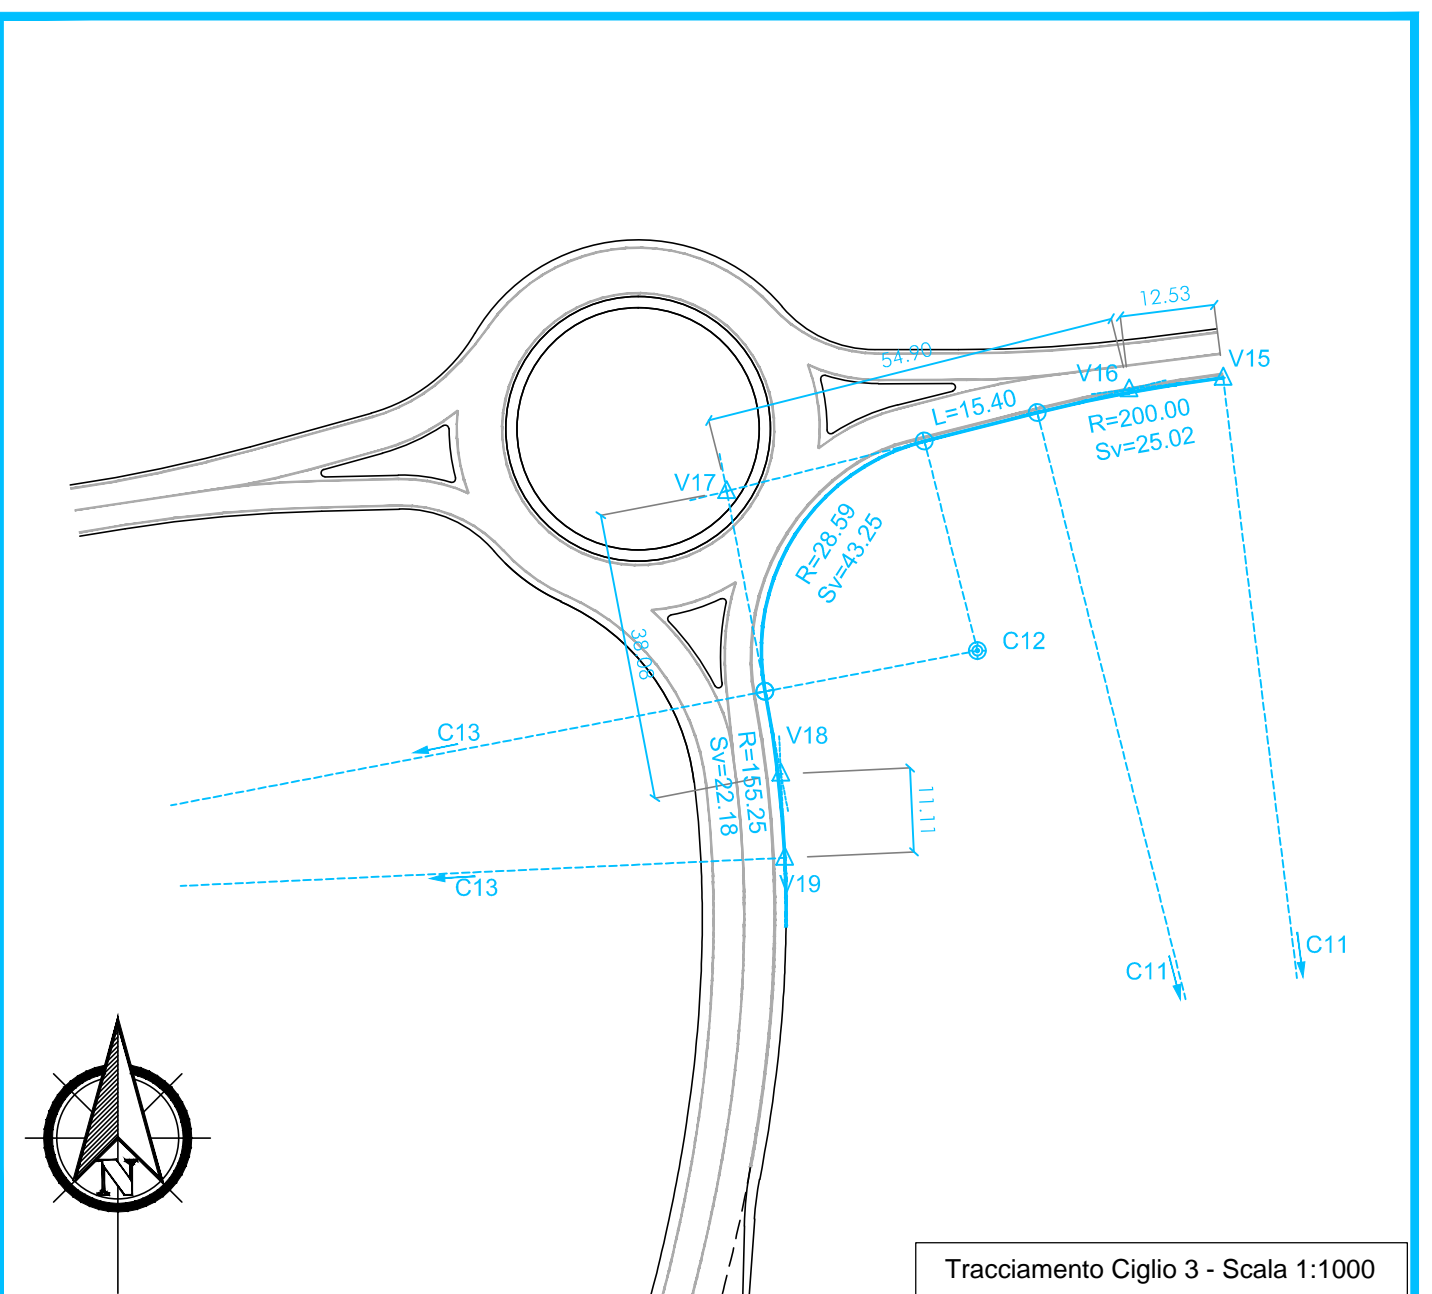 12.53
54.90
V15
V16
L=15.40
R=200.00
Sv=25.02
V17
R=28.59
Sv=43.25
38.08
C12
C13
V18
R=155.25
Sv=22.18
11.11
C13
V19
C11
C11
N
Tracciamento Ciglio 3 - Scala 1:1000